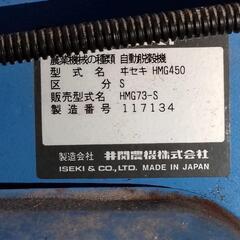 農業機械の種類 自動脱穀機
型式名 ヰセキ HMG450
区分 S
販売型式名 HMG73-S
製造番号 117134
製造会社 井関農機株式会社
ISEKI & CO., LTD. MADE IN JAPAN